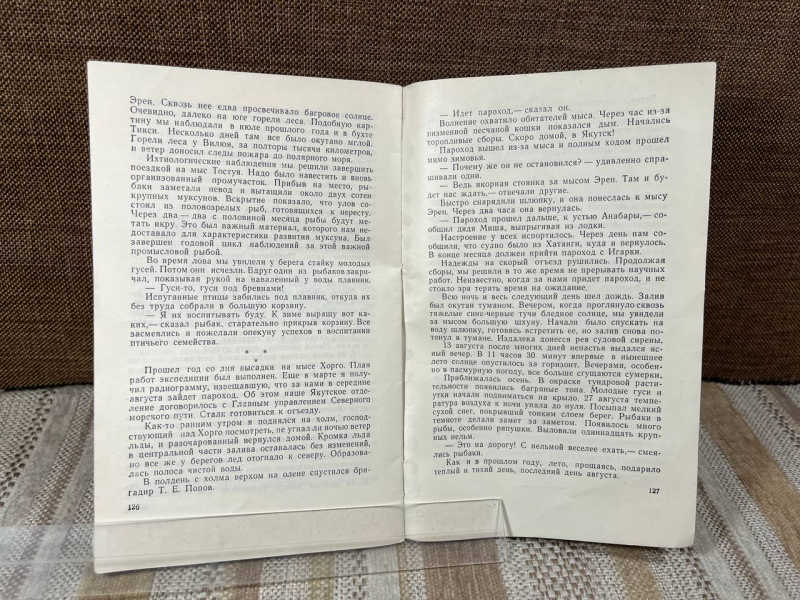 Эрен. Сквозь нее едва просвечивало багровое солнце.
Очевидно, далеко на юге горели леса. Подобную кар-
тину мы наблюдали в июле прошлого года и в бухте
Тикси. Несколько дней там все было окутано мглой.
Горели леса у Вилюя, за полторы тысячи километров,
и ветер доносил следы пожара до полярного моря.
Ихтиологические наблюдения мы решили завершить
поездкой на мыс Тостуя. Надо было навестить и вновь
организованный промучасток. Прибыв на место, ры-
баки заметали невод и вытащили около двух сотен
крупных муксунов. Вскрытие показало, что улов со-
стоял из половозрелых рыб, готовящихся к нересту.
Через два — два с половиной месяца рыбы будут ме-
тать икру. Это был важный материал, которого нам не-
доставало для характеристики развития муксуна. Был
завершен годовой цикл наблюдений за этой важной
промысловой рыбой.
Во время лова мы увидели у берега стайку молодых
гусей. Потом они исчезли. Вдруг один из рыбаков закри-
чал, показывая рукой на наваленный у воды плавник:
— Гуси-то, гуси под бревнами!
Испуганные птицы забились под плавник, откуда их
без труда собрали в большую корзину.
— Я их воспитывать буду. К зиме выращу вот ка-
ких,— сказал рыбак, старательно прикрыв корзину. Все
засмеялись и пожелали опекуну успехов в воспитании
птичьего семейства.
* * *
Прошел год со дня высадки на мысе Хорго. План
работ экспедиции был выполнен. Еще в марте я полу-
чил радиограмму, извещавшую, что за нами в середине
августа зайдет пароход. Об этом наше Якутское отде-
ление договорилось с Главным управлением Северного
морского пути. Стали готовиться к отъезду.
Как-то ранним утром я поднялся на холм, господ-
ствующий над Хорго посмотреть, не угнал ли ночью ветер
льды, и разочарованный вернулся домой. Кромка льда
в центральной части залива оставалась без изменений,
но все же у берегов лед отогнало к северу. Образова-
лась полоса чистой воды.
В полдень с холма верхом на олене спустился бри-
гадир Т. Е. Попов.
126
— Идет пароход,— сказал он.
Волнение охватило обитателей мыса. Через час из-за
низменной песчаной кошки показался дым. Начались
торопливые сборы. Скоро домой, в Якутск!
Пароход вышел из-за мыса и полным ходом прошел
мимо зимовья.
— Почему же он не остановился? — удивленно спра-
шивали одни.
— Ведь якорная стоянка за мысом Эрен. Там и бу-
дет нас ждать,— отвечали другие.
Быстро снарядили шлюпку, и она понеслась к мысу
Эрен. Через два часа она вернулась.
— Пароход прошел дальше, к устью Анабары,— со-
общил дядя Миша, выпрыгивая из лодки.
Настроение у всех испортилось. Через день нам со-
общили, что судно было из Хатанги, куда и вернулось.
В конце месяца должен прийти пароход с Игарки.
Надежды на скорый отъезд рушились. Продолжая
сборы, мы решили в то же время не прерывать научных
работ. Неизвестно, когда за нами придет пароход, и не
стоило зря терять время на ожидание.
Всю ночь и весь следующий день шел дождь. Залив
был окутан туманом. Вечером, когда проглянуло сквозь
тяжелые сине-черные тучи бледное солнце, мы увиде-
ли за мысом большую шхуну. Начали было спускать на
воду шлюпку, готовясь встретить ее, но залив снова по-
тонул в тумане. Издалека донесся рев судовой сирены,
13 августа после многих дней ненастья выдался яс-
ный вечер. В 11 часов 30 минут впервые в нынешнее
лето солнце опустилось за горизонт. Вечерами, особен-
но в пасмурную погоду, все больше сгущаются сумерки.
Приближалась осень. В окраске тундровой расти-
тельности появились багряные тона. Молодые гуси и
утки начали подниматься на крыло. 27 августа темпе-
ратура воздуха к ночи упала до нуля. Посыпал мелкий
сухой снег, покрывший тонким слоем берег. Рыбаки в
темноте делали замет за заметом. Появилось много
рыбы, особенно ряпушки. Выловили одиннадцать круп-
ных нельм.
— Это на дорогу! С нельмой веселее ехать,— смея-
лись рыбаки.
Как и в прошлом году, лето, прощаясь, подарило
теплый и тихий день, последний день августа.
127